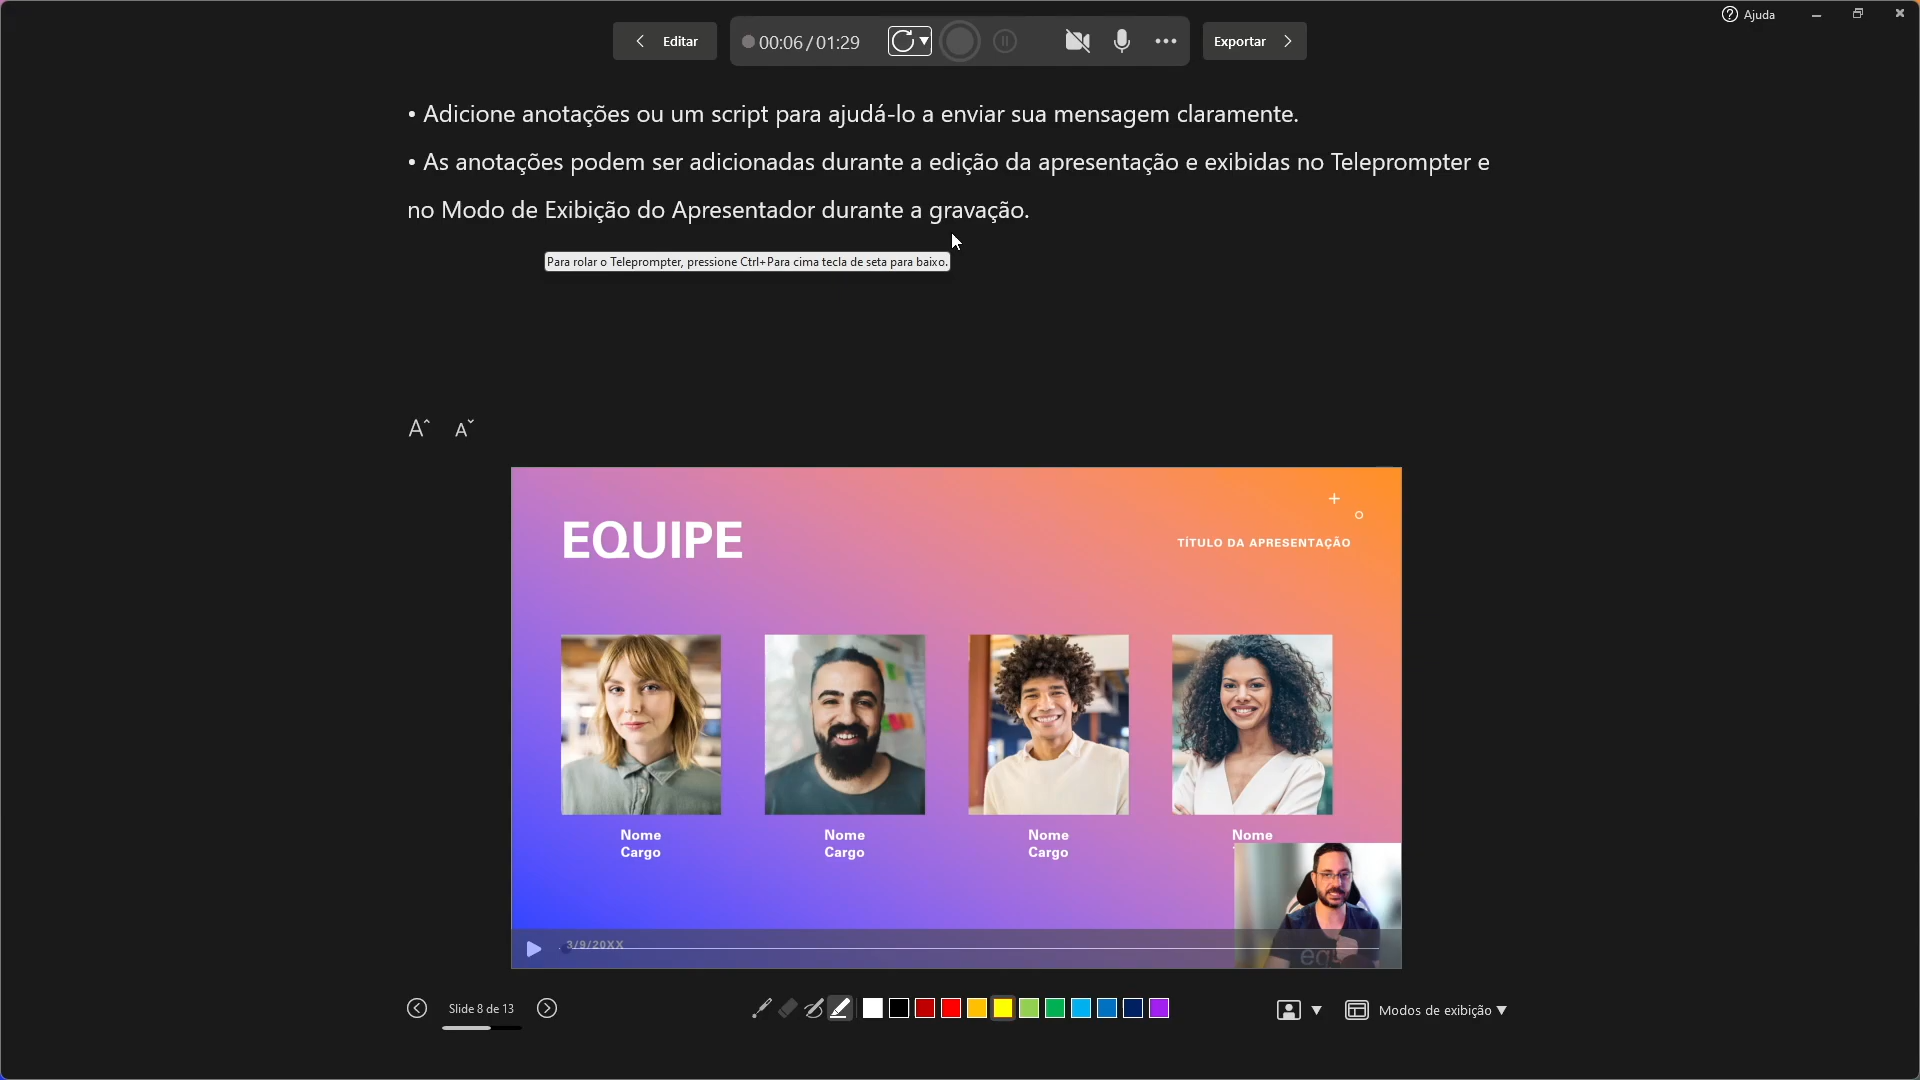 Ajuda
Editar
00:06 / 01:29
Exportar
• Adicione anotações ou um script para ajudá-lo a enviar sua mensagem claramente.
• As anotações podem ser adicionadas durante a edição da apresentação e exibidas no Teleprompter e
no Modo de Exibição do Apresentador durante a gravação.
Para rolar o Teleprompter, pressione Ctrl+Para cima tecla de seta para baixo.
A A
EQUIPE
TÍTULO DA APRESENTAÇÃO
Nome Nome Nome Nome
Cargo Cargo Cargo
3/9/20XX
Slide 8 de 13
Modos de exibição